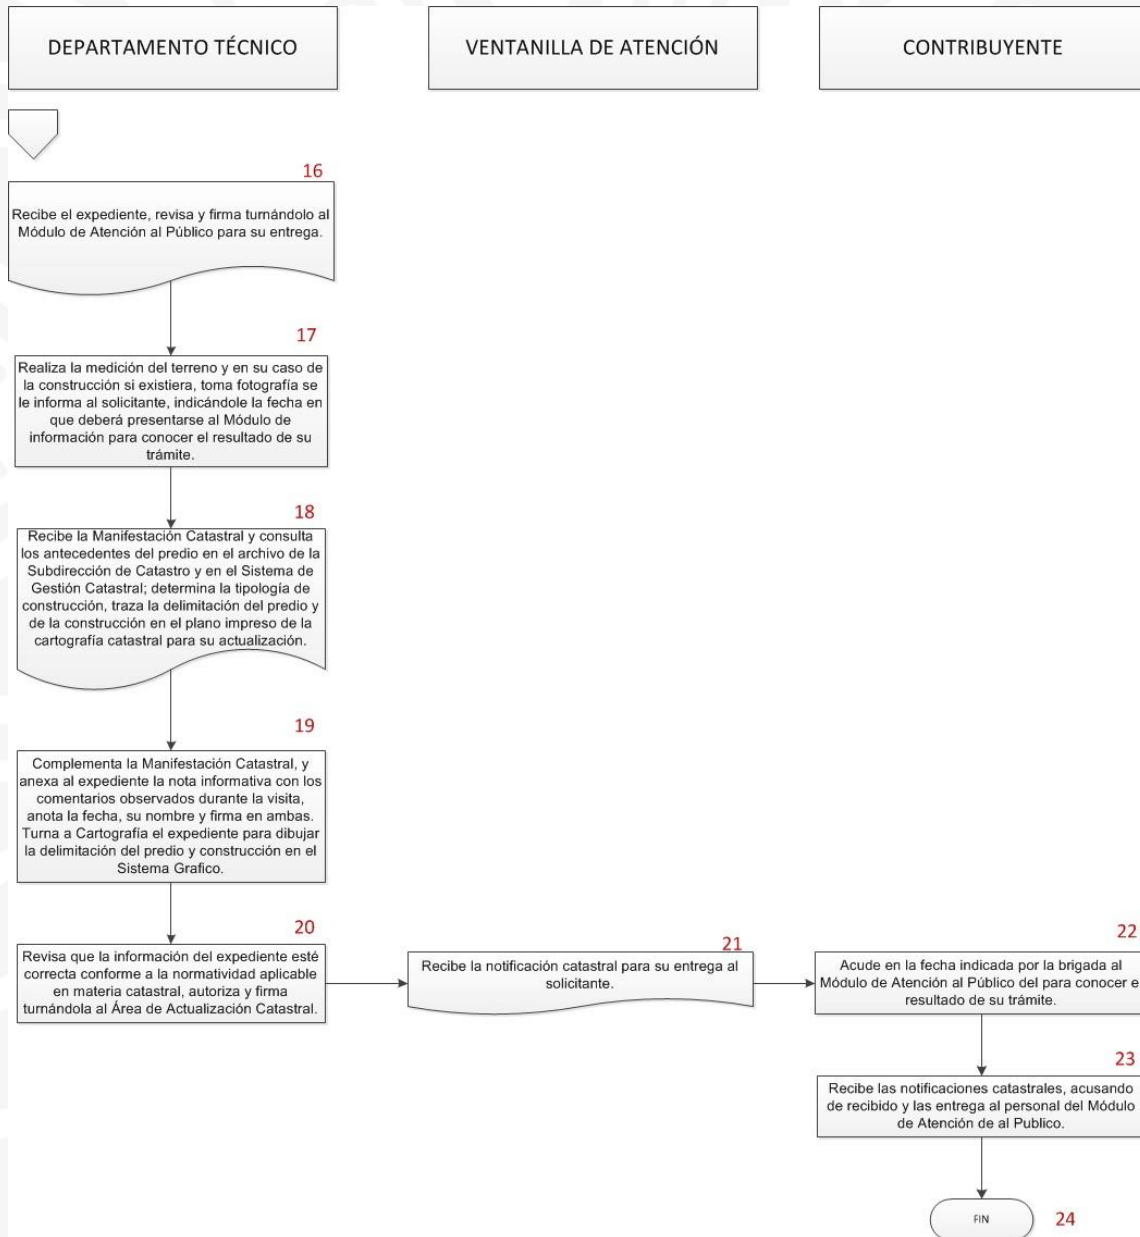 DEPARTAMENTO TÉCNICO
VENTANILLA DE ATENCIÓN
CONTRIBUYENTE
16
Recibe el expediente, revisa y firma turnándolo al
Módulo de Atención al Público para su entrega.
17
Realiza la medición del terreno y en su caso de
la construcción si existiera, toma fotografía se
le informa al solicitante, indicándole la fecha en
que deberá presentarse al Módulo de
información para conocer el resultado de su
trámite.
18
Recibe la Manifestación Catastral y consulta
los antecedentes del predio en el archivo de la
Subdirección de Catastro y en el Sistema de
Gestión Catastral; determina la tipología de
construcción, traza la delimitación del predio y
de la construcción en el plano impreso de la
cartografía catastral para su actualización.
19
Complementa la Manifestación Catastral, y
anexa al expediente la nota informativa con los
comentarios observados durante la visita,
anota la fecha, su nombre y firma en ambas.
Turna a Cartografía el expediente para dibujar
la delimitación del predio y construcción en el
Sistema Grafico.
20
Revisa que la información del expediente esté
correcta conforme a la normatividad aplicable
en materia catastral, autoriza y firma
turnándola al Área de Actualización Catastral.
21
Recibe la notificación catastral para su entrega al
solicitante.
22
Acude en la fecha indicada por la brigada al
Módulo de Atención al Público del para conocer e
resultado de su trámite.
23
Recibe las notificaciones catastrales, acusando
de recibido y las entrega al personal del Módulo
de Atención de al Publico.
FIN
24